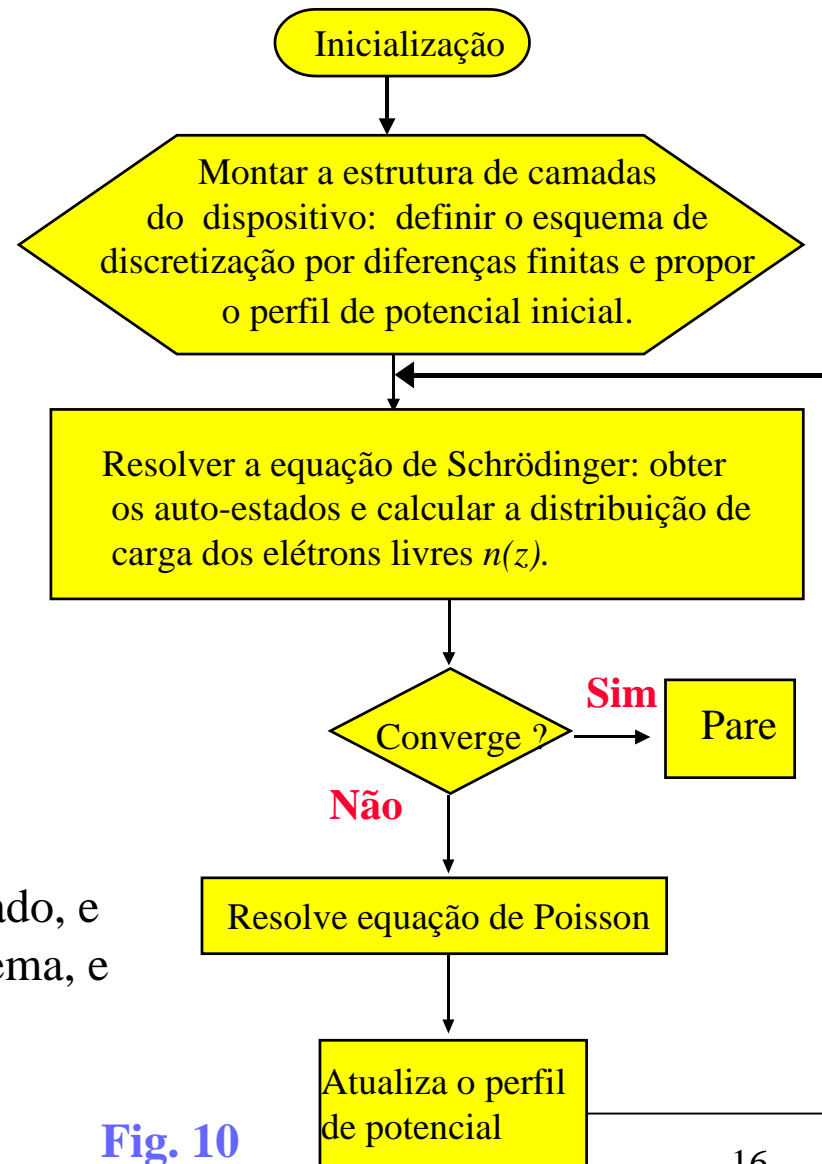 Inicialização
Montar a estrutura de camadas
do dispositivo: definir o esquema de
discretização por diferenças finitas e propor
o perfil de potencial inicial.
Resolver a equação de Schrödinger: obter
os auto-estados e calcular a distribuição de
carga dos elétrons livres n(z).
Sim
Converge ?
Pare
Não
ado, e
ema, e
Resolve equação de Poisson
Atualiza o perfil
de potencial
Fig. 10
16